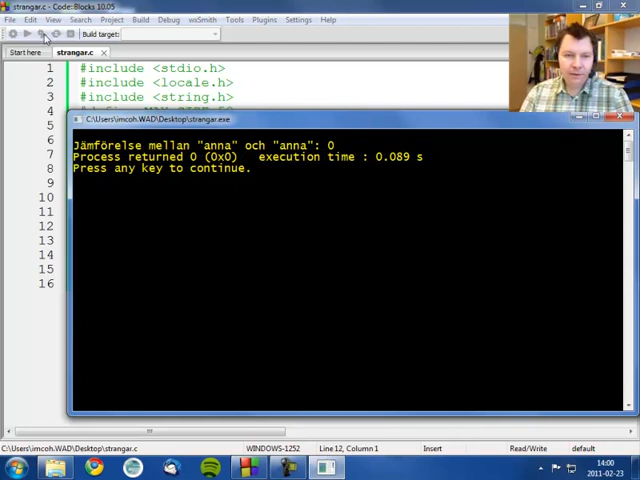 strangar.c - Code::Blocks 10.05
File Edit View Search Project Build Debug wxSmith Tools Plugins Settings Help
Build target:
Start here strangar.c
1 #include <stdio.h>
2 #include <locale.h>
3 #include <string.h>
4
5
6
7
8
9
10
11
12
13
14
15
16
C:\Users\imcoh.WAD\Desktop\strangar.exe
Jämförelse mellan "anna" och "anna": 0
Process returned 0 (0x0) execution time : 0.089 s
Press any key to continue.
C:\Users\imcoh.WAD\Desktop\strangar.c WINDOWS-1252 Line 12, Column 1 Insert Read/Write default
14:00
2011-02-23